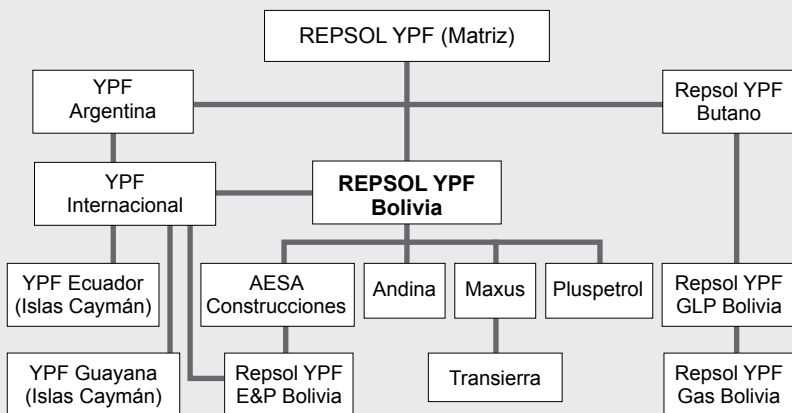 REPSOL YPF (Matriz)
YPF
Argentina
Repsol YPF
Butano
YPF
Internacional
REPSOL YPF
Bolivia
YPF Ecuador
(Islas Caymán)
AESA
Construcciones
Andina
Maxus
Pluspetrol
Repsol YPF
GLP Bolivia
YPF Guayana
(Islas Caymán)
Repsol YPF
E&P Bolivia
Transierra
Repsol YPF
Gas Bolivia